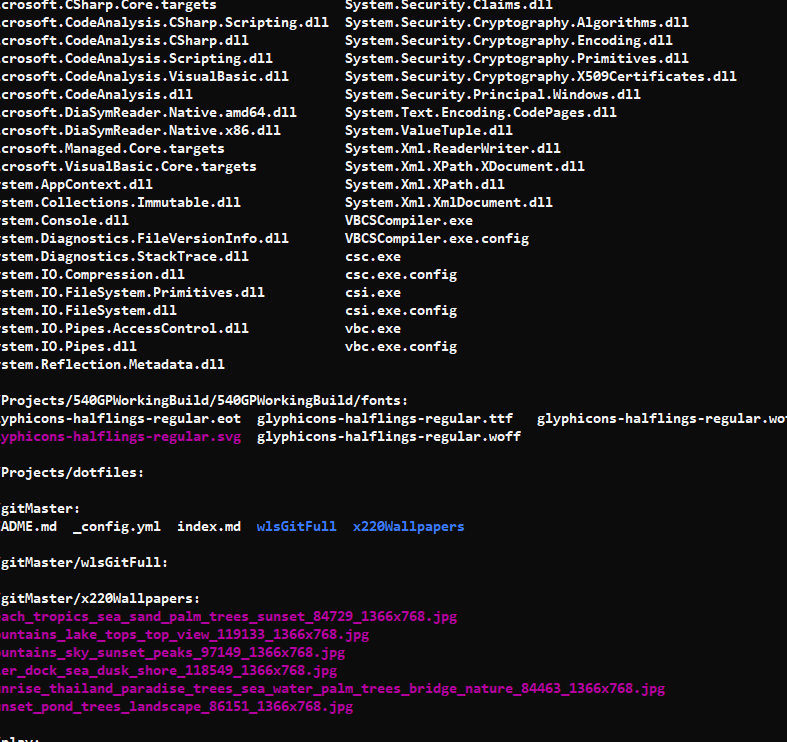 crosoft.CSharp.Core.targets System.Security.Claims.dll
crosoft.CodeAnalysis.CSharp.Scripting.dll System.Security.Cryptography.Algorithms.dll
crosoft.CodeAnalysis.CSharp.dll System.Security.Cryptography.Encoding.dll
crosoft.CodeAnalysis.Scripting.dll System.Security.Cryptography.Primitives.dll
crosoft.CodeAnalysis.VisualBasic.dll System.Security.Cryptography.X509Certificates.dll
crosoft.CodeAnalysis.dll System.Security.Principal.Windows.dll
crosoft.DiaSymReader.Native.amd64.dll System.Text.Encoding.CodePages.dll
crosoft.DiaSymReader.Native.x86.dll System.ValueTuple.dll
crosoft.Managed.Core.targets System.Xml.ReaderWriter.dll
crosoft.VisualBasic.Core.targets System.Xml.XPath.XDocument.dll
stem.AppContext.dll System.Xml.XPath.dll
stem.Collections.Immutable.dll System.Xml.XmlDocument.dll
stem.Console.dll VBCSCompiler.exe
stem.Diagnostics.FileVersionInfo.dll VBCSCompiler.exe.config
stem.Diagnostics.StackTrace.dll csc.exe
stem.IO.Compression.dll csc.exe.config
stem.IO.FileSystem.Primitives.dll csi.exe
stem.IO.FileSystem.dll csi.exe.config
stem.IO.Pipes.AccessControl.dll vbc.exe
stem.IO.Pipes.dll vbc.exe.config
stem.Reflection.Metadata.dll
Projects/540GPWorkingBuild/540GPWorkingBuild/fonts:
yphicons-halflings-regular.eot glyphicons-halflings-regular.ttf glyphicons-halflings-regular.wo
yphicons-halflings-regular.svg glyphicons-halflings-regular.woff
Projects/dotfiles:
gitMaster:
ADME.md _config.yml index.md wlsGitFull x220Wallpapers
gitMaster/wlsGitFull:
gitMaster/x220Wallpapers:
ach_tropics_sea_sand_palm_trees_sunset_84729_1366x768.jpg
untains_lake_tops_top_view_119133_1366x768.jpg
untains_sky_sunset_peaks_97149_1366x768.jpg
er_dock_sea_dusk_shore_118549_1366x768.jpg
nrise_thailand_paradise_trees_sea_water_palm_trees_bridge_nature_84463_1366x768.jpg
nset_pond_trees_landscape_86151_1366x768.jpg